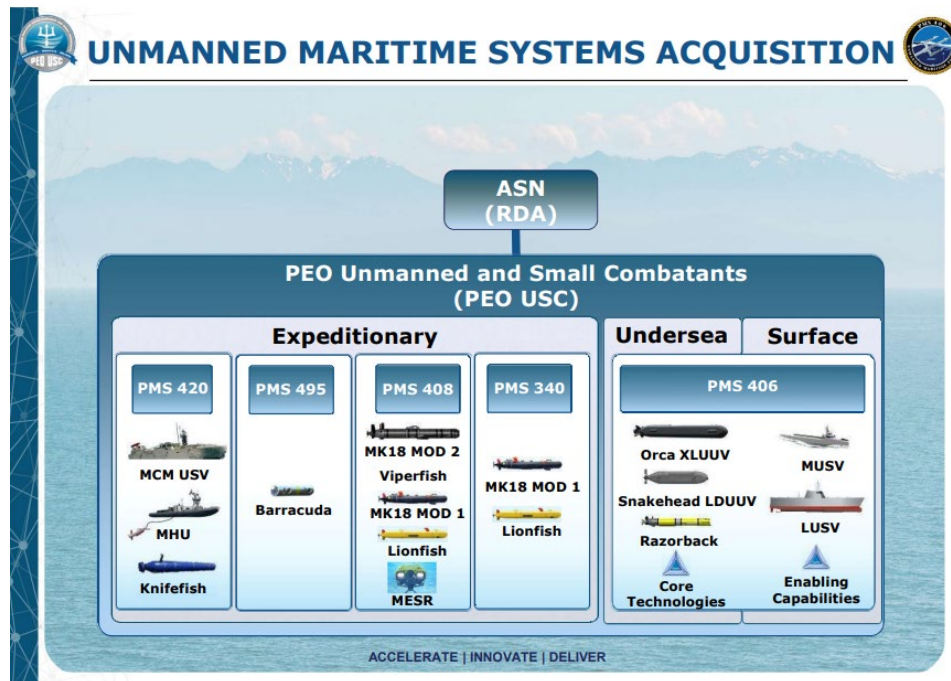 PEO USC
UNMANNED MARITIME SYSTEMS ACQUISITION
ASN
(RDA)
PEO Unmanned and Small Combatants
(PEO USC)
Expeditionary
PMS 420
MCM USV
MHU
Knifefish
PMS 495
Barracuda
PMS 408
MK18 MOD 2
Viperfish
MK18 MOD 1
Lionfish
MESR
PMS 340
MK18 MOD 1
Lionfish
Undersea
Surface
PMS 406
Orca XLUUV
Snakehead LDUUV
Razorback
Core
Technologies
MUSV
LUSV
Enabling
Capabilities
ACCELERATE | INNOVATE | DELIVER